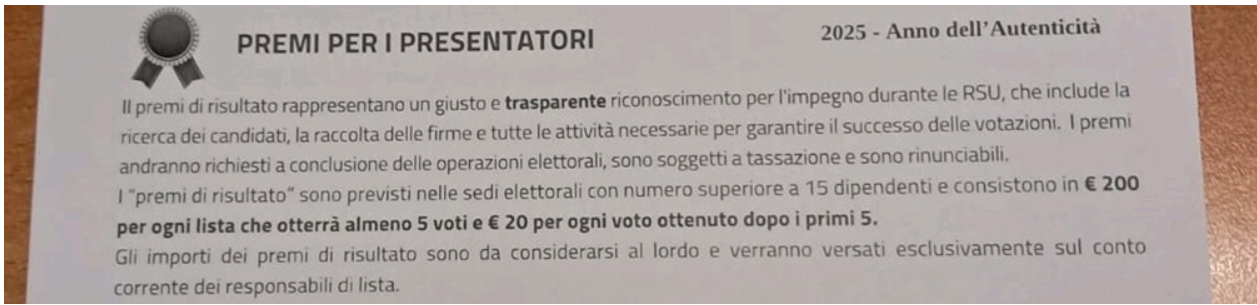 PREMI PER I PRESENTATORI
2025 - Anno dell'Autenticità
Il premi di risultato rappresentano un giusto e trasparente riconoscimento per l'impegno durante le RSU, che include la
ricerca dei candidati, la raccolta delle firme e tutte le attività necessarie per garantire il successo delle votazioni. I premi
andranno richiesti a conclusione delle operazioni elettorali, sono soggetti a tassazione e sono rinunciabili.
I "premi di risultato" sono previsti nelle sedi elettorali con numero superiore a 15 dipendenti e consistono in € 200
per ogni lista che otterrà almeno 5 voti e € 20 per ogni voto ottenuto dopo i primi 5.
Gli importi dei premi di risultato sono da considerarsi al lordo e verranno versati esclusivamente sul conto
corrente dei responsabili di lista.